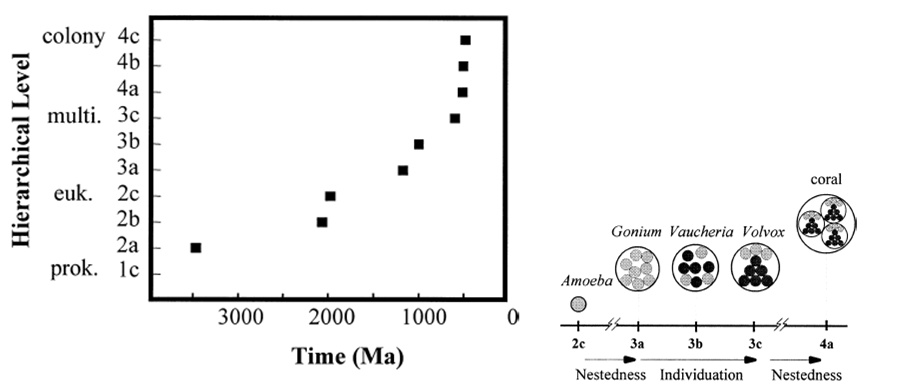 Hierarchical Level
colony 4c
4b
4a
multi. 3c
3b
3a
euk. 2c
2b
2a
prok. 1c
3000 2000 1000 0
Time (Ma)
coral
Gonium Vaucheria Volvox
Amoeba
2c 3a 3b 3c 4a
Nestedness Individuation Nestedness